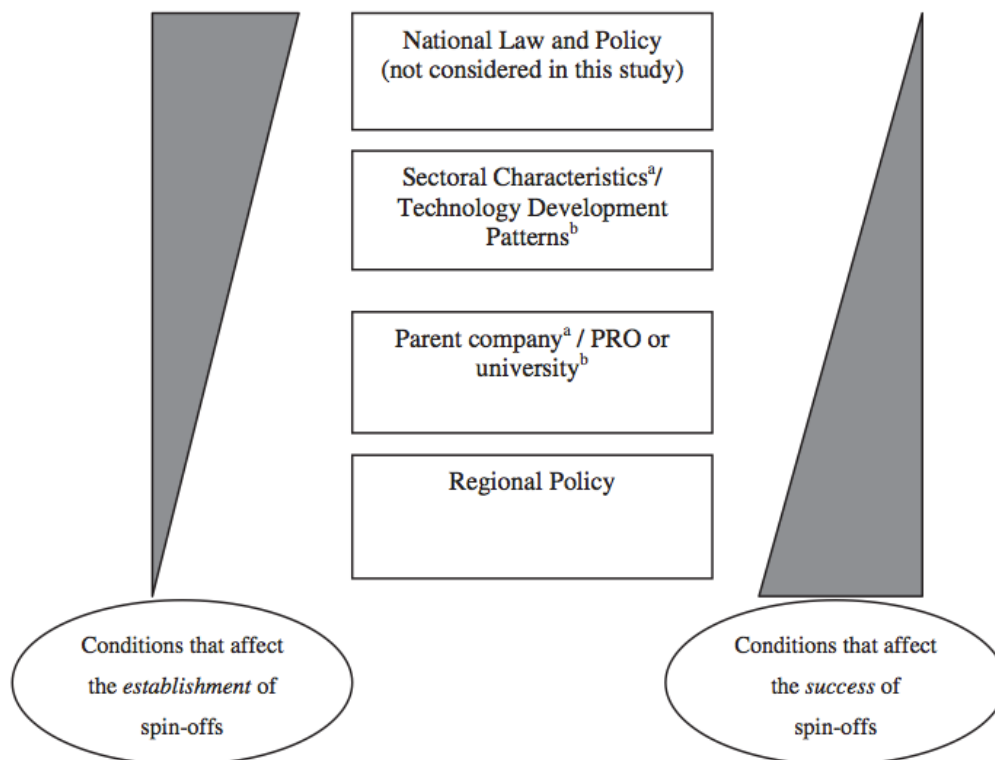 National Law and Policy
(not considered in this study)
Sectoral Characteristicsᵃ/
Technology Development
Patternsᵇ
Parent companyᵃ / PRO or
universityᵇ
Regional Policy
Conditions that affect
the establishment of
spin-offs
Conditions that affect
the success of
spin-offs